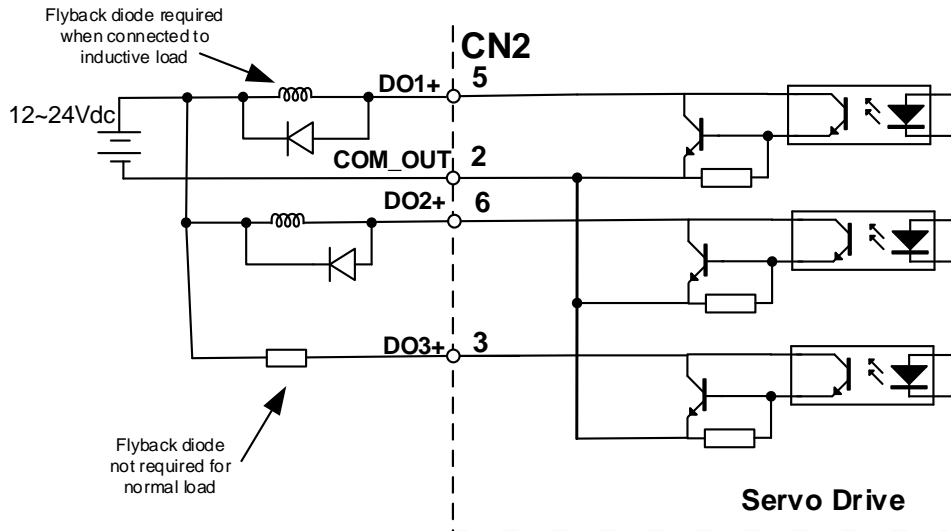 Flyback diode required
when connected to
inductive load
CN2
DO1+ 5
12~24Vdc
COM_OUT 2
DO2+ 6
DO3+ 3
Flyback diode
not required for
normal load
Servo Drive